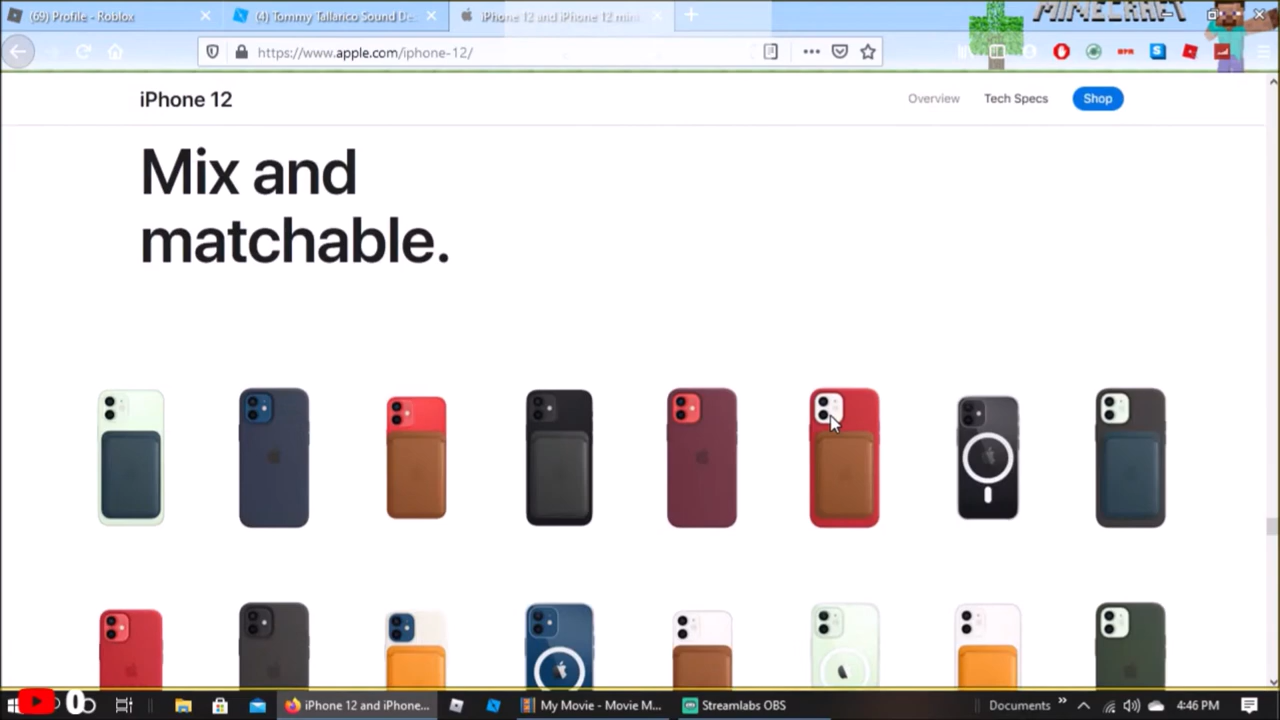 (69) Profile - Roblox
(4) Tommy Tallarico Sound De
iPhone 12 and iPhone 12 mini
MINECRAFT
https://www.apple.com/iphone-12/
iPhone 12
Overview
Tech Specs
Shop
Mix and
matchable.
iPhone 12 and iPhone...
My Movie - Movie M...
Streamlabs OBS
Documents
4:46 PM